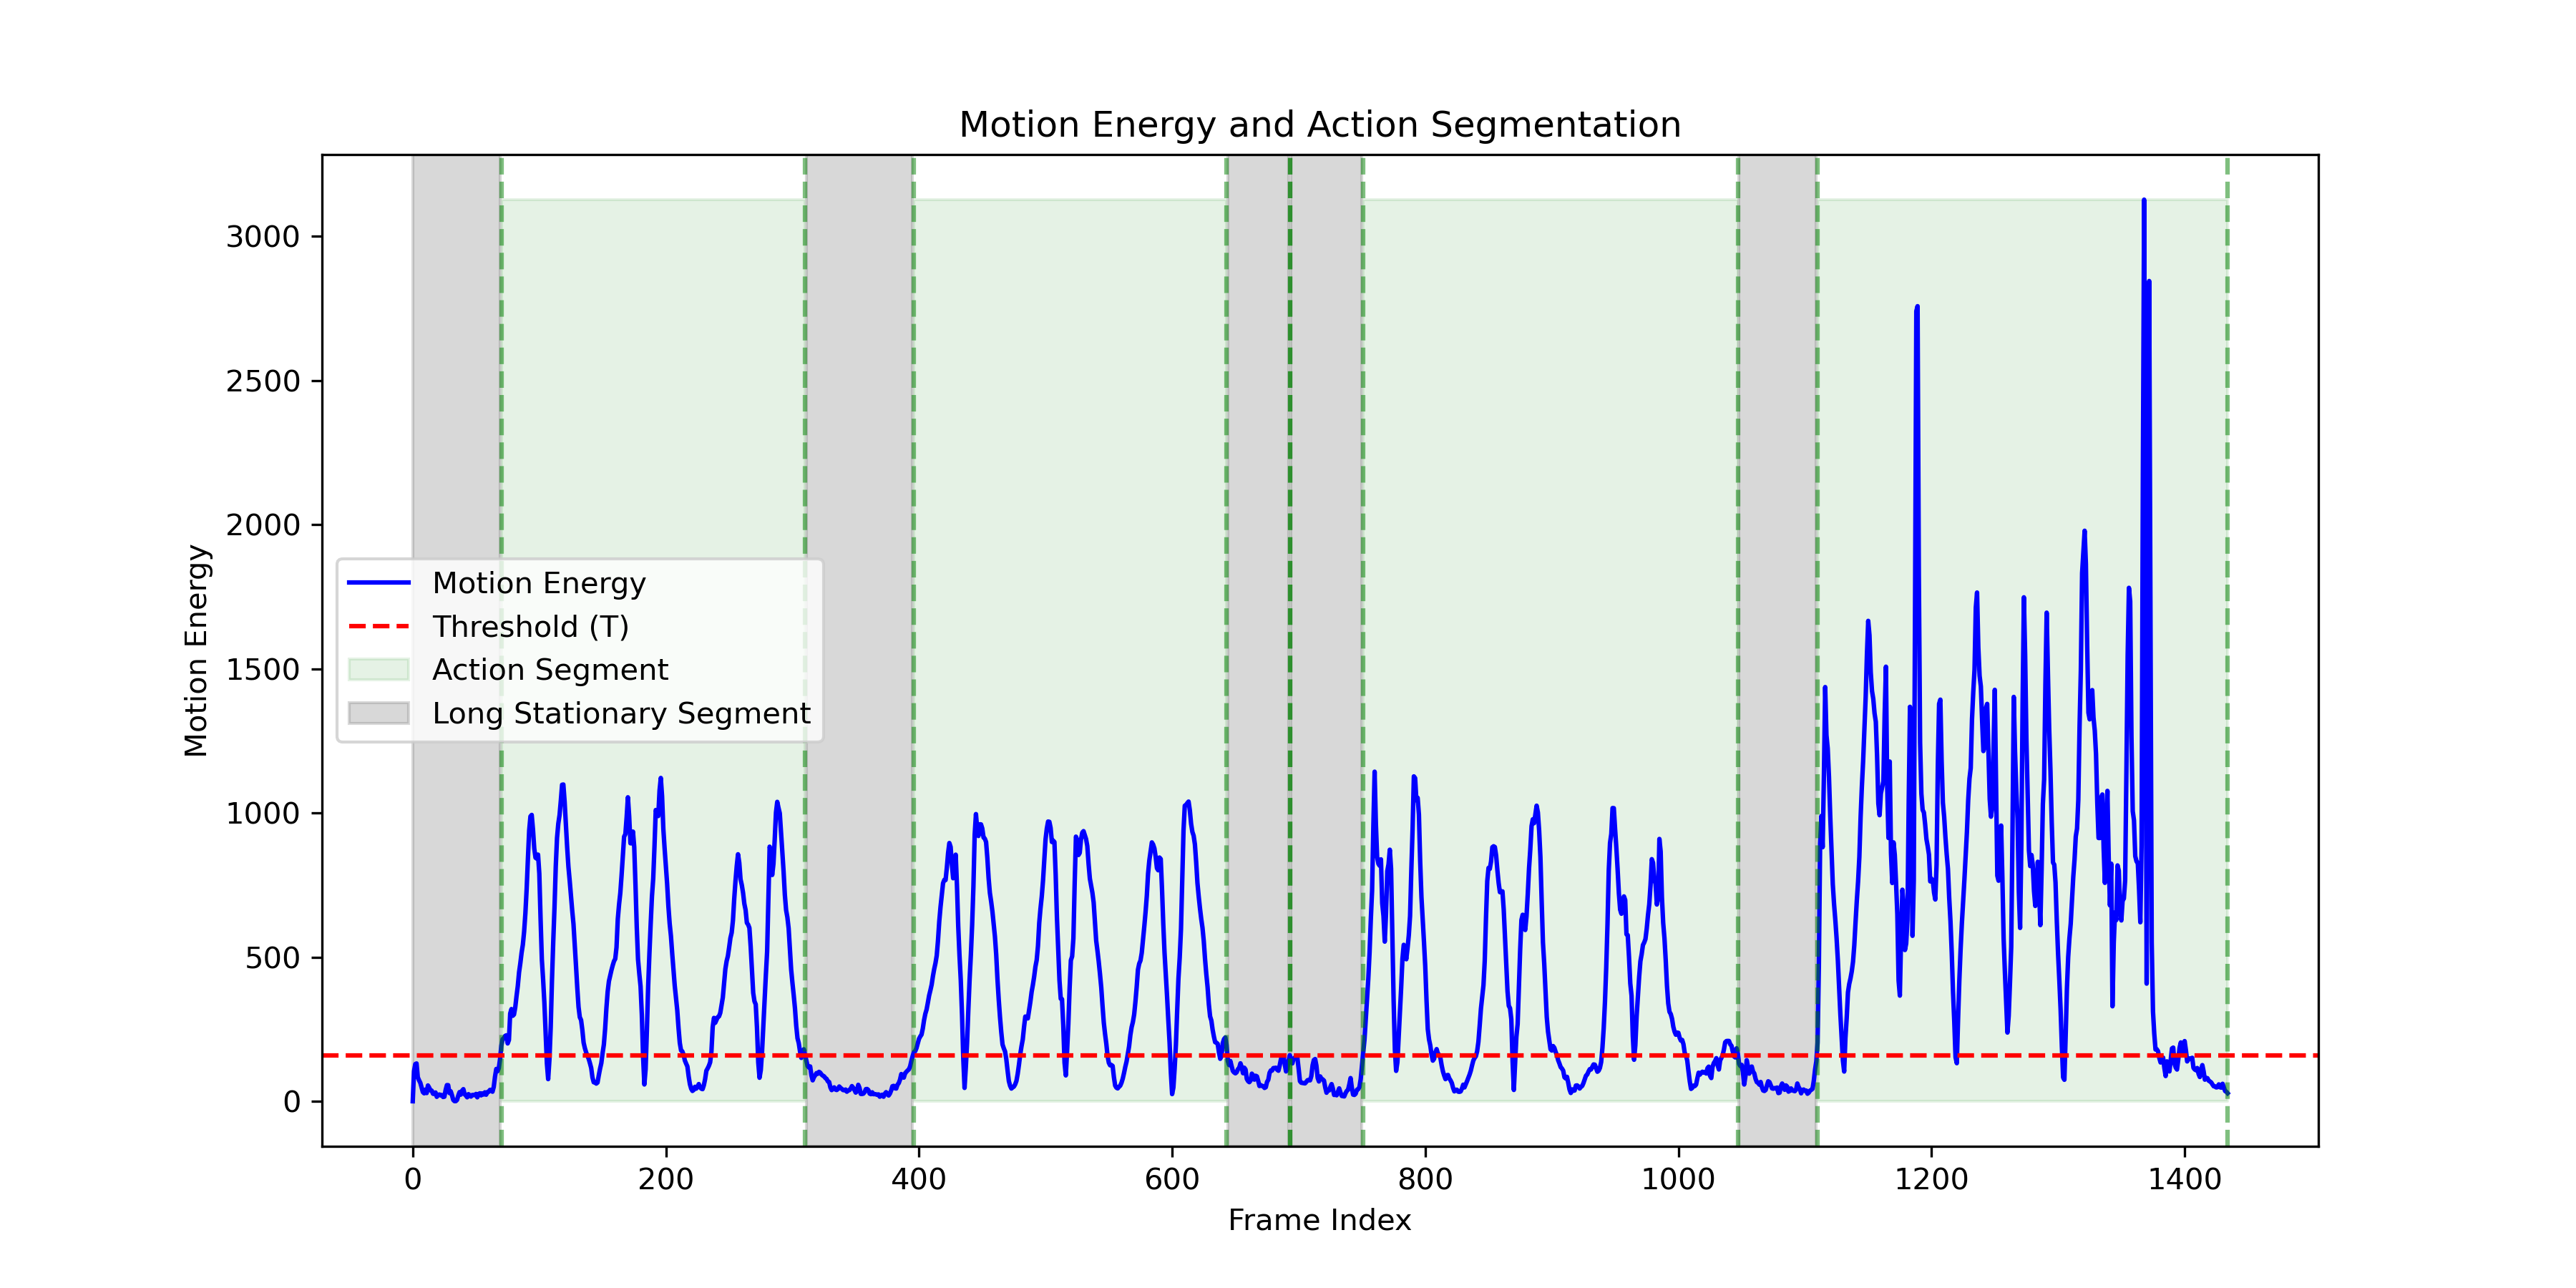 Motion Energy and Action Segmentation
3000
2500
2000
1500
1000
500
0
Motion Energy
Motion Energy
Threshold (T)
Action Segment
Long Stationary Segment
0 200 400 600 800 1000 1200 1400
Frame Index